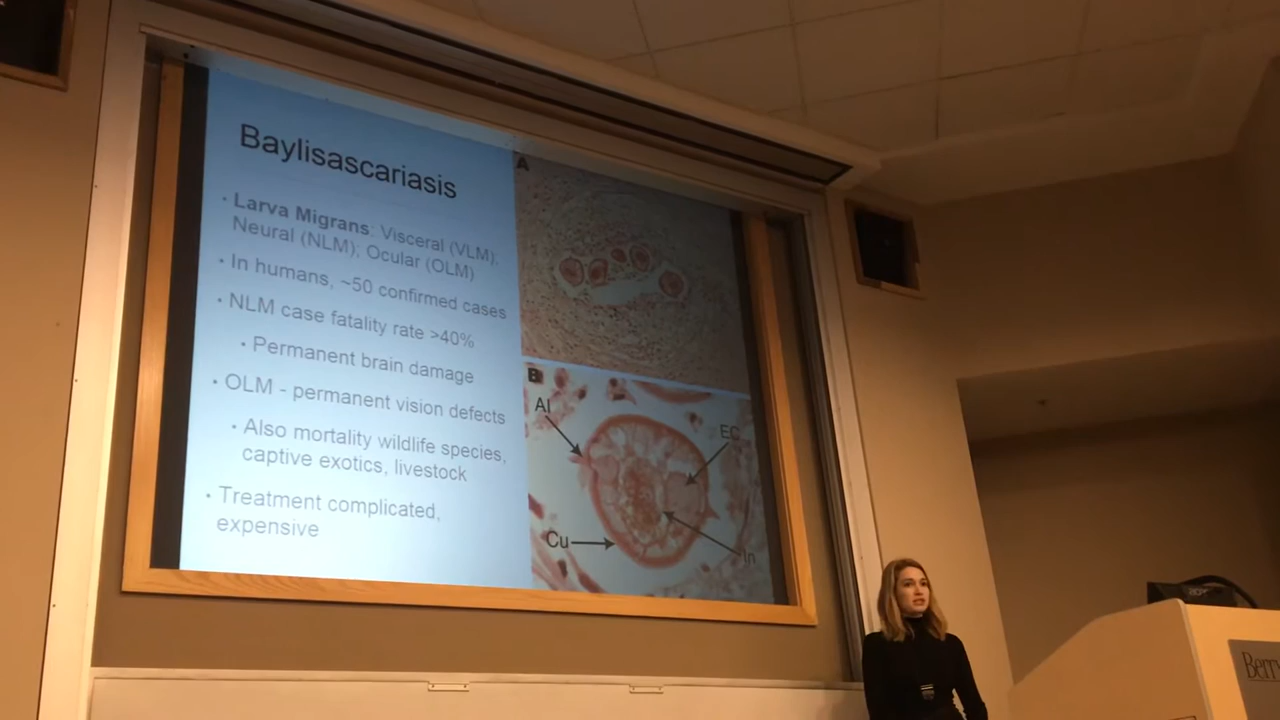 Baylisascariasis
• Larva Migrans: Visceral (VLM);
Neural (NLM); Ocular (OLM)
• In humans, ~50 confirmed cases
• NLM case fatality rate >40%
• Permanent brain damage
• OLM - permanent vision defects
• Also mortality wildlife species,
captive exotics, livestock
• Treatment complicated,
expensive
A
B
Al
EC
Cu
In